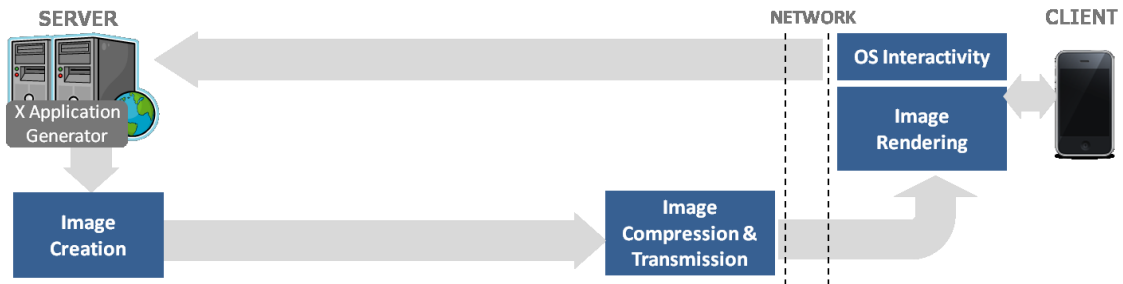 SERVER
NETWORK
CLIENT
OS Interactivity
X Application
Generator
Image
Rendering
Image
Creation
Image
Compression &
Transmission